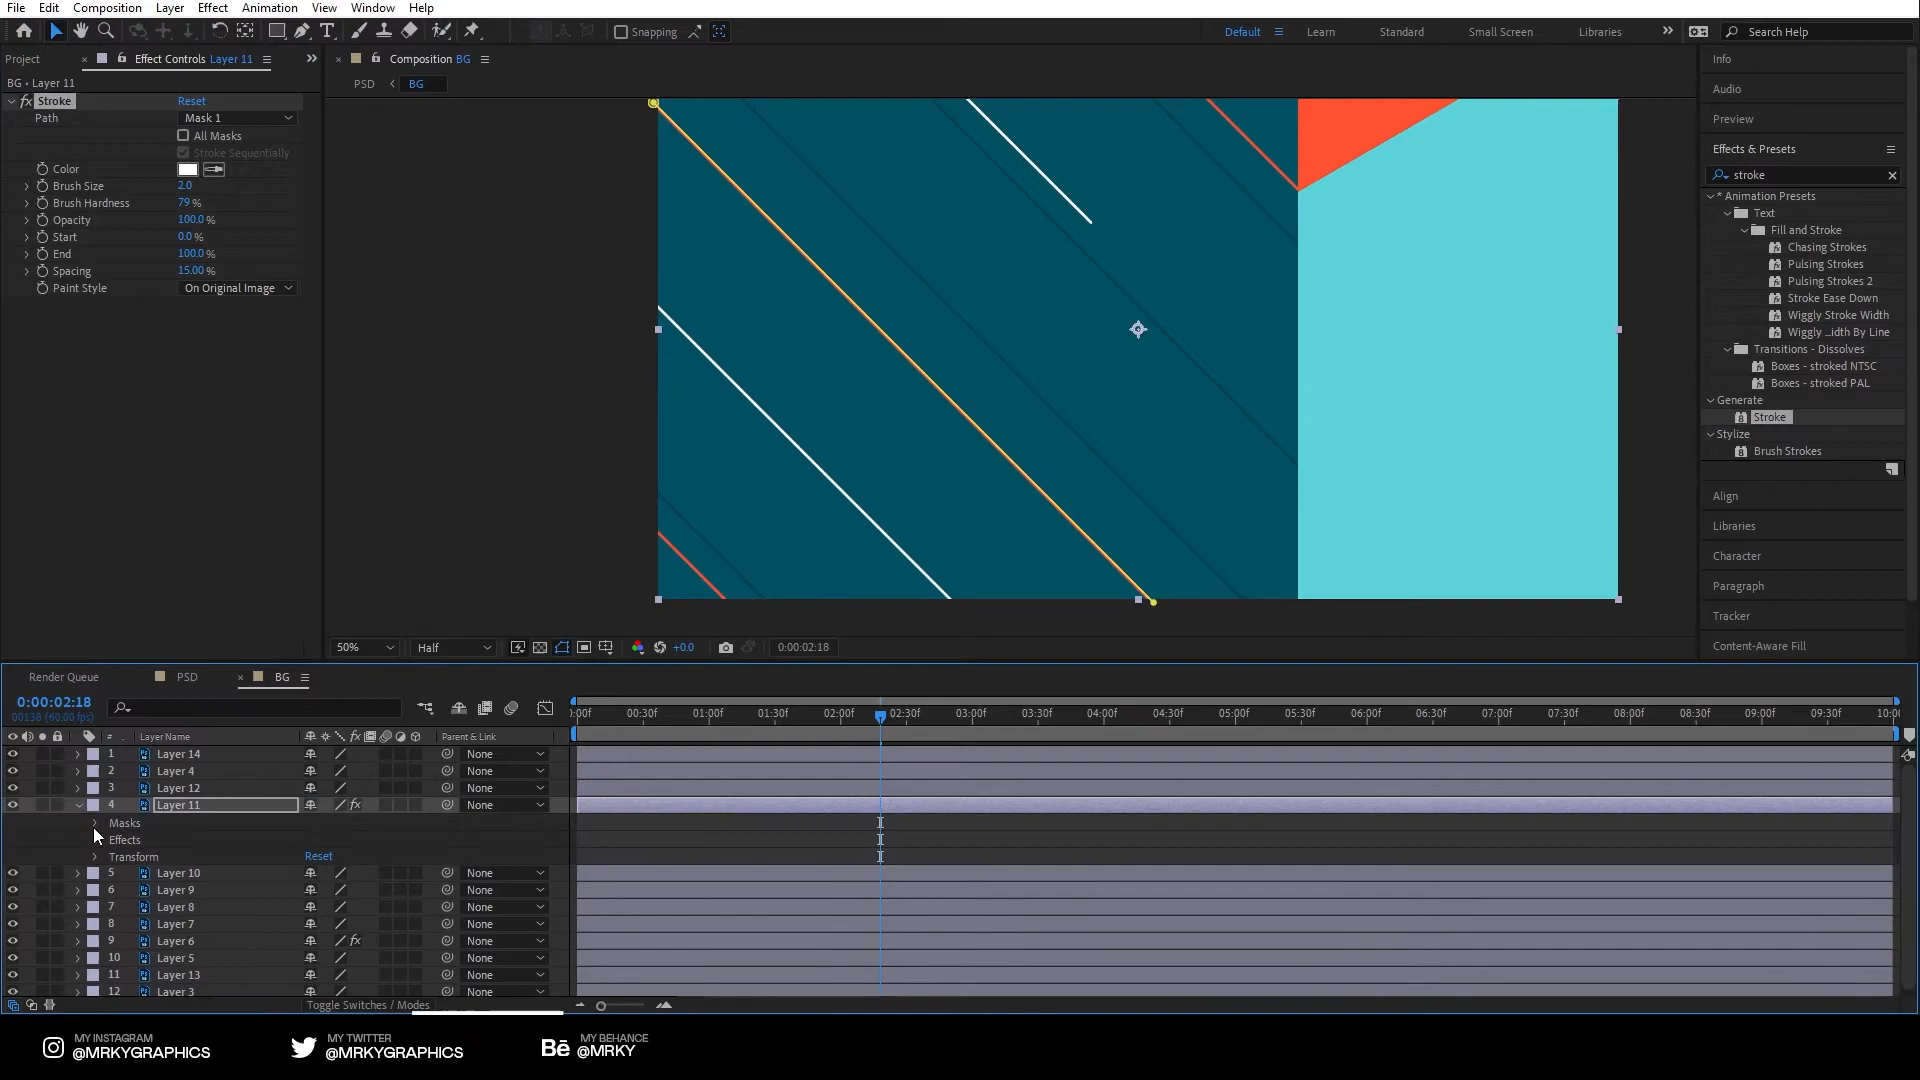 File Edit Composition Layer Effect Animation View Window Help
Snapping Default Learn Standard Small Screen Libraries Search Help
Project Effect Controls Layer 11
BG • Layer 11
fx Stroke Reset
Path Mask 1
All Masks
Stroke Sequentially
Color
Brush Size 2.0
Brush Hardness 79 %
Opacity 100.0 %
Start 0.0 %
End 100.0 %
Spacing 15.00 %
Paint Style On Original Image
Composition BG
PSD BG
50% Half +0.0 0:00:02:18
Info
Audio
Preview
Effects & Presets
stroke
* Animation Presets
Text
Fill and Stroke
Chasing Strokes
Pulsing Strokes
Pulsing Strokes 2
Stroke Ease Down
Wiggly Stroke Width
Wiggly ...idth By Line
Transitions - Dissolves
Boxes - stroked NTSC
Boxes - stroked PAL
Generate
Stroke
Stylize
Brush Strokes
Align
Libraries
Character
Paragraph
Tracker
Content-Aware Fill
Render Queue PSD BG
0:00:02:18
00138 (60.00 fps)
:00f 00:30f 01:00f 01:30f 02:00f 02:30f 03:00f 03:30f 04:00f 04:30f 05:00f 05:30f 06:00f 06:30f 07:00f 07:30f 08:00f 08:30f 09:00f 09:30f 10:00
# . Layer Name fx Parent & Link
1 Layer 14 None
2 Layer 4 None
3 Layer 12 None
4 Layer 11 fx None
Masks
Effects
Transform Reset
5 Layer 10 None
6 Layer 9 None
7 Layer 8 None
8 Layer 7 None
9 Layer 6 fx None
10 Layer 5 None
11 Layer 13 None
12 Layer 3 None
Toggle Switches / Modes
MY INSTAGRAM
@MRKYGRAPHICS
MY TWITTER
@MRKYGRAPHICS
Bē
MY BEHANCE
@MRKY